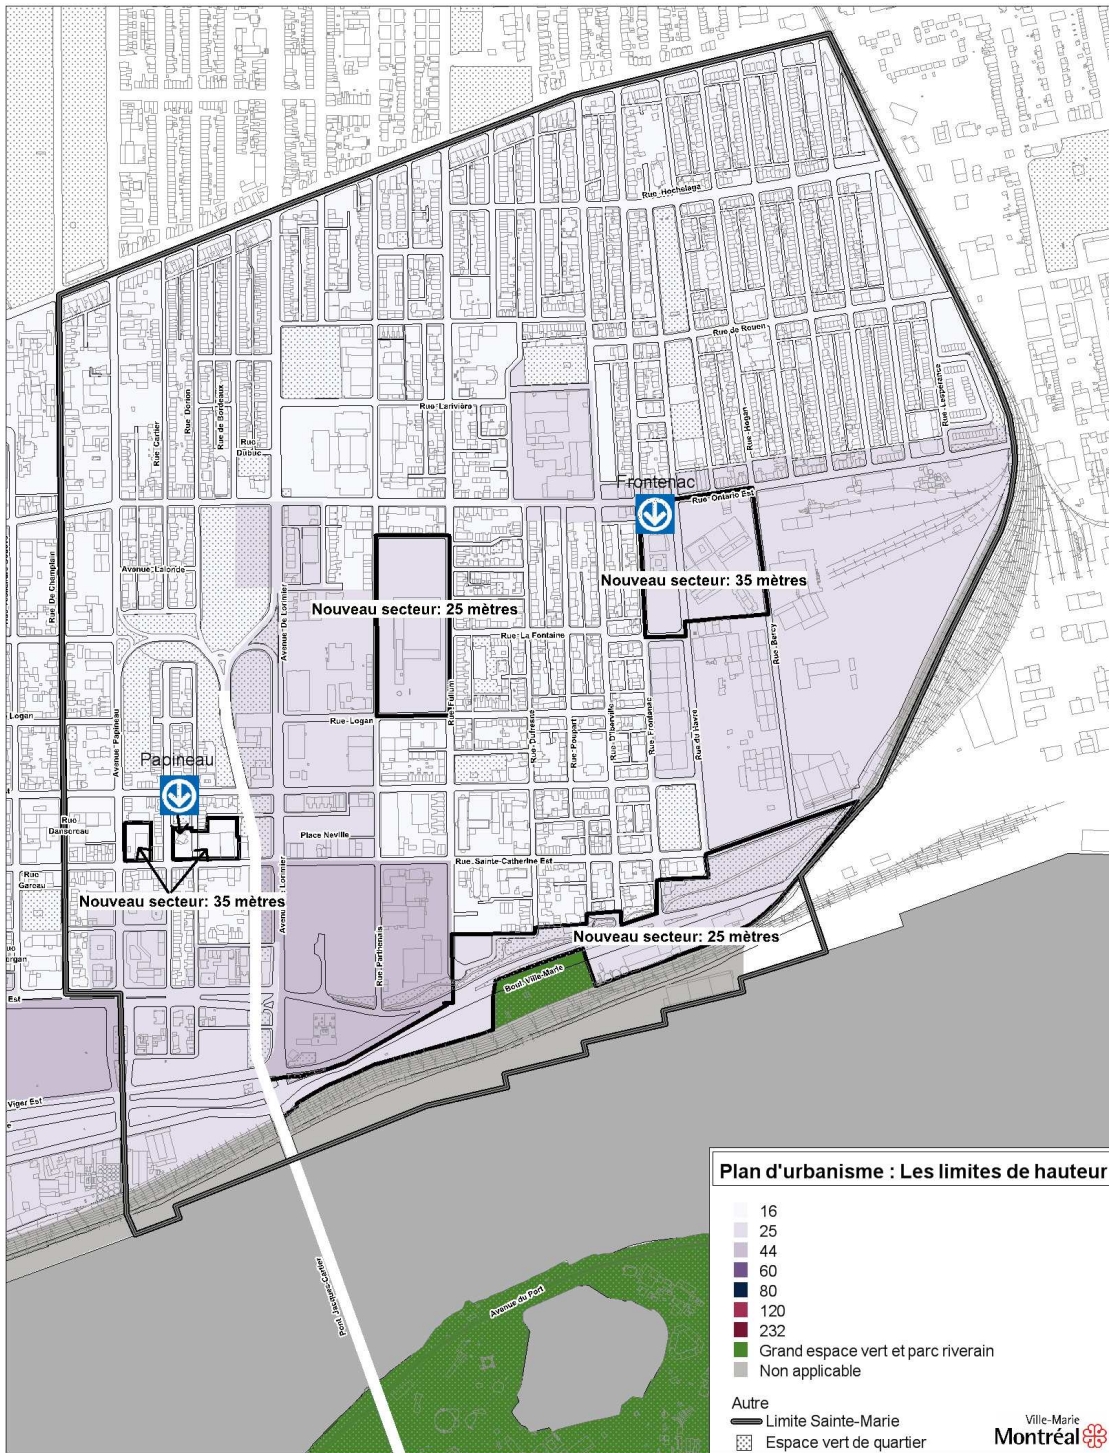 Rue Hochelaga
Rue de Rouen
Rue Lespérance
Rue Hogan
Rue Larivière
Rue Dorion
Rue de Bordeaux
Rue Cartier
Rue
Dubuc
Frontenac
Rue Ontario Est
Avenue Lalonde
Rue De Champlain
Avenue De Lorimier
Nouveau secteur: 25 mètres
Nouveau secteur: 35 mètres
Rue La Fontaine
Rue Bercy
Rue Fullum
Rue Logan
Logan
Avenue Papineau
Rue Dufresne
Rue Poupart
Rue D'Iberville
Rue Frontenac
Rue du Havre
Papineau
Rue
Dansereau
Place Neville
Rue Sainte-Catherine Est
Rue
Gareau
Nouveau secteur: 35 mètres
Rue Parthenais
Nouveau secteur: 25 mètres
Boul. Ville-Marie
Est
Viger Est
Pont Jacques-Cartier
Avenue du Port
Plan d'urbanisme : Les limites de hauteur
16
25
44
60
80
120
232
Grand espace vert et parc riverain
Non applicable
Autre
Limite Sainte-Marie
Espace vert de quartier
Ville-Marie
Montréal